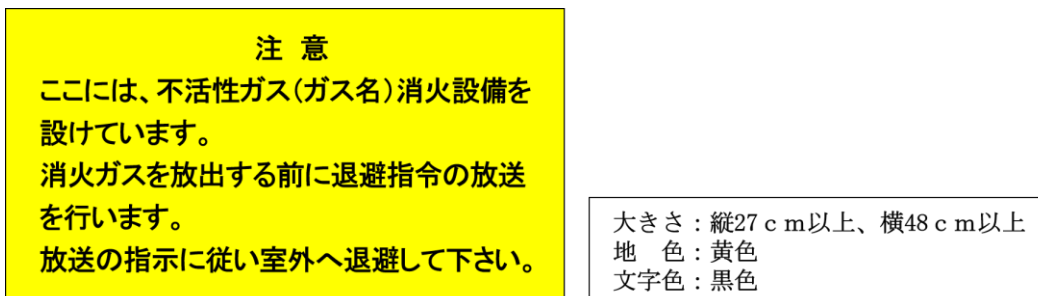 注 意
ここには、不活性ガス(ガス名)消火設備を
設けています。
消火ガスを放出する前に退避指令の放送
を行います。
放送の指示に従い室外へ退避して下さい。
大きさ：縦27ｃｍ以上、横48ｃｍ以上
地　色：黄色
文字色：黒色